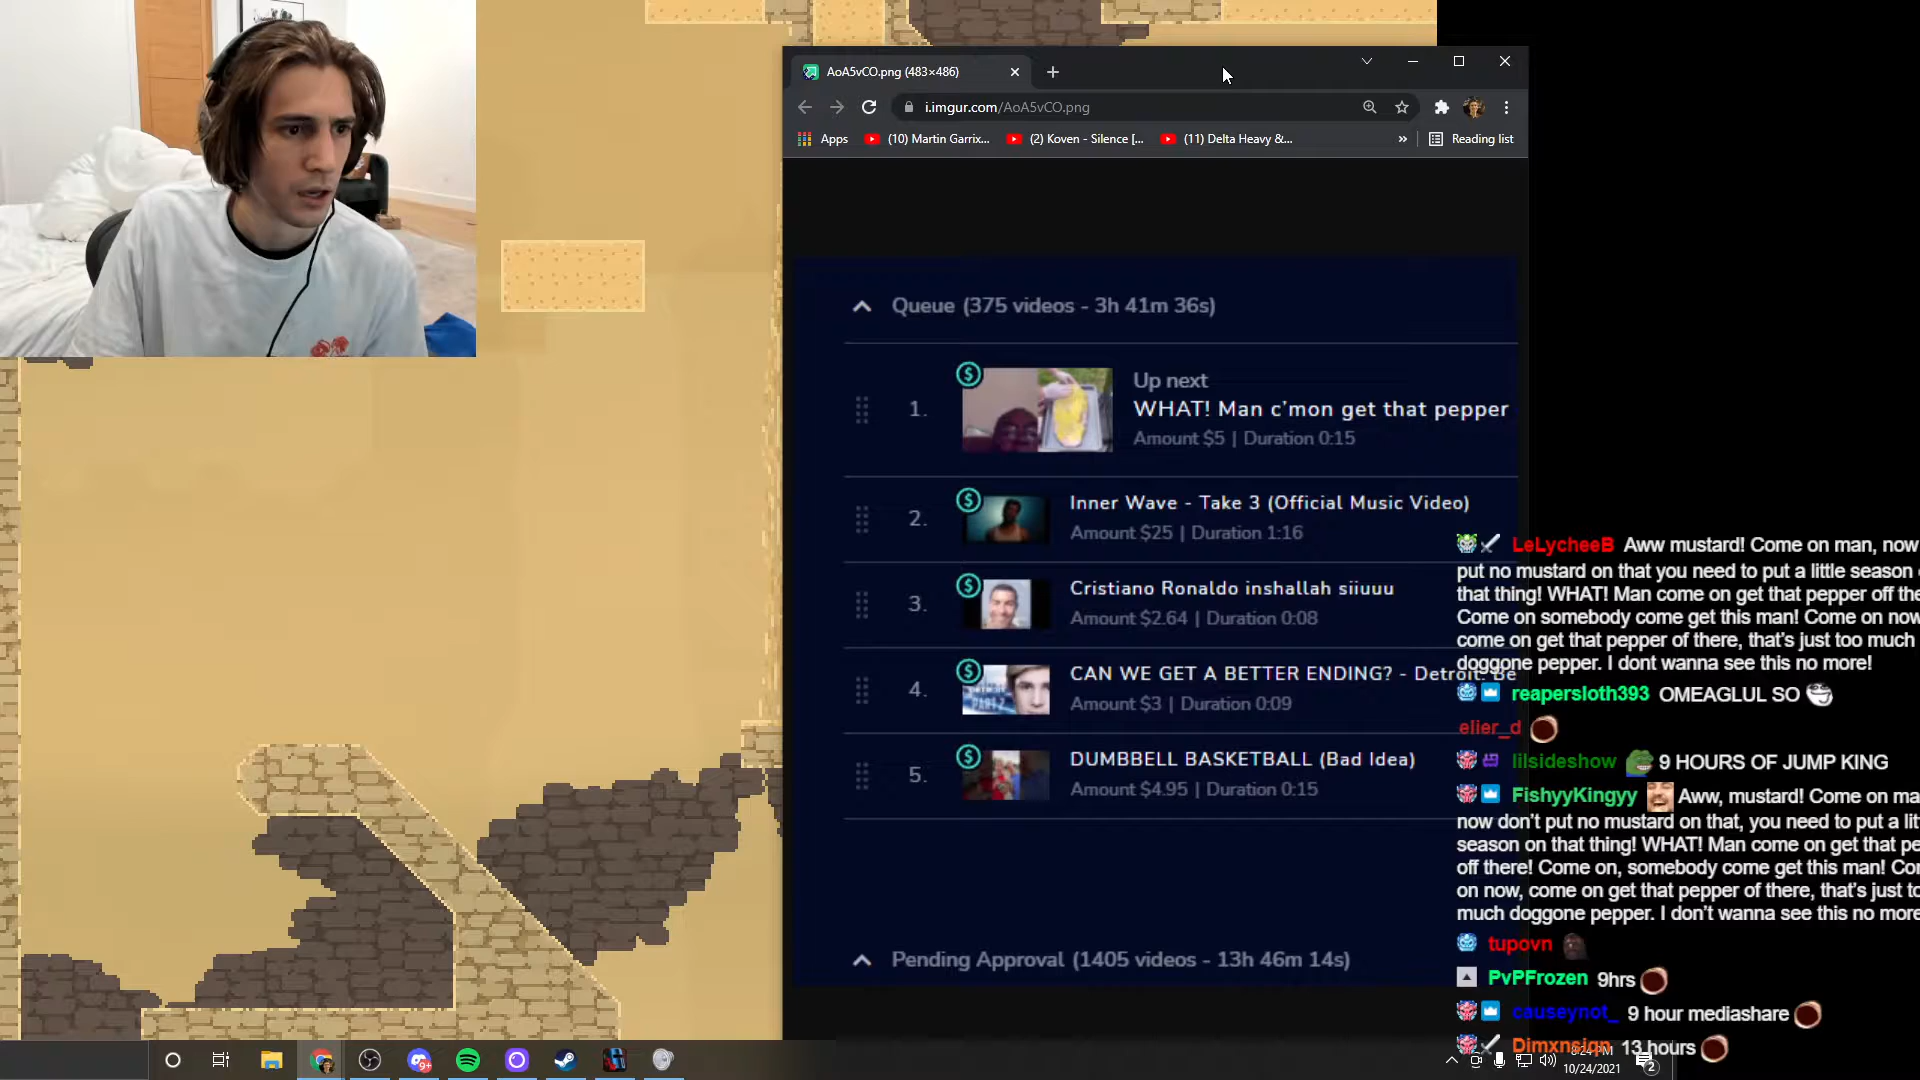 AoA5vCO.png (483×486)
i.imgur.com/AoA5vCO.png
Apps
(10) Martin Garrix...
(2) Koven - Silence [...
(11) Delta Heavy &...
»
Reading list
Queue (375 videos - 3h 41m 36s)
1.
Up next
WHAT! Man c'mon get that pepper
Amount $5 | Duration 0:15
2.
Inner Wave - Take 3 (Official Music Video)
Amount $25 | Duration 1:16
3.
Cristiano Ronaldo inshallah siiuuu
Amount $2.64 | Duration 0:08
4.
CAN WE GET A BETTER ENDING? - Detroit: Be
Amount $3 | Duration 0:09
5.
DUMBBELL BASKETBALL (Bad Idea)
Amount $4.95 | Duration 0:15
Pending Approval (1405 videos - 13h 46m 14s)
LeLycheeB Aww mustard! Come on man, now
put no mustard on that you need to put a little season
that thing! WHAT! Man come on get that pepper off the
Come on somebody come get this man! Come on now
come on get that pepper of there, that's just too much
doggone pepper. I dont wanna see this no more!
reapersloth393 OMEAGLUL SO
elier_d
lilsideshow 9 HOURS OF JUMP KING
FishyyKingyy Aww, mustard! Come on ma
now don't put no mustard on that, you need to put a lit
season on that thing! WHAT! Man come on get that pe
off there! Come on, somebody come get this man! Co
on now, come on get that pepper of there, that's just to
much doggone pepper. I don't wanna see this no more
tupovn
PvPFrozen 9hrs
causeynot_ 9 hour mediashare
Dimxnsign 13 hours
8:24 PM
10/24/2021
2